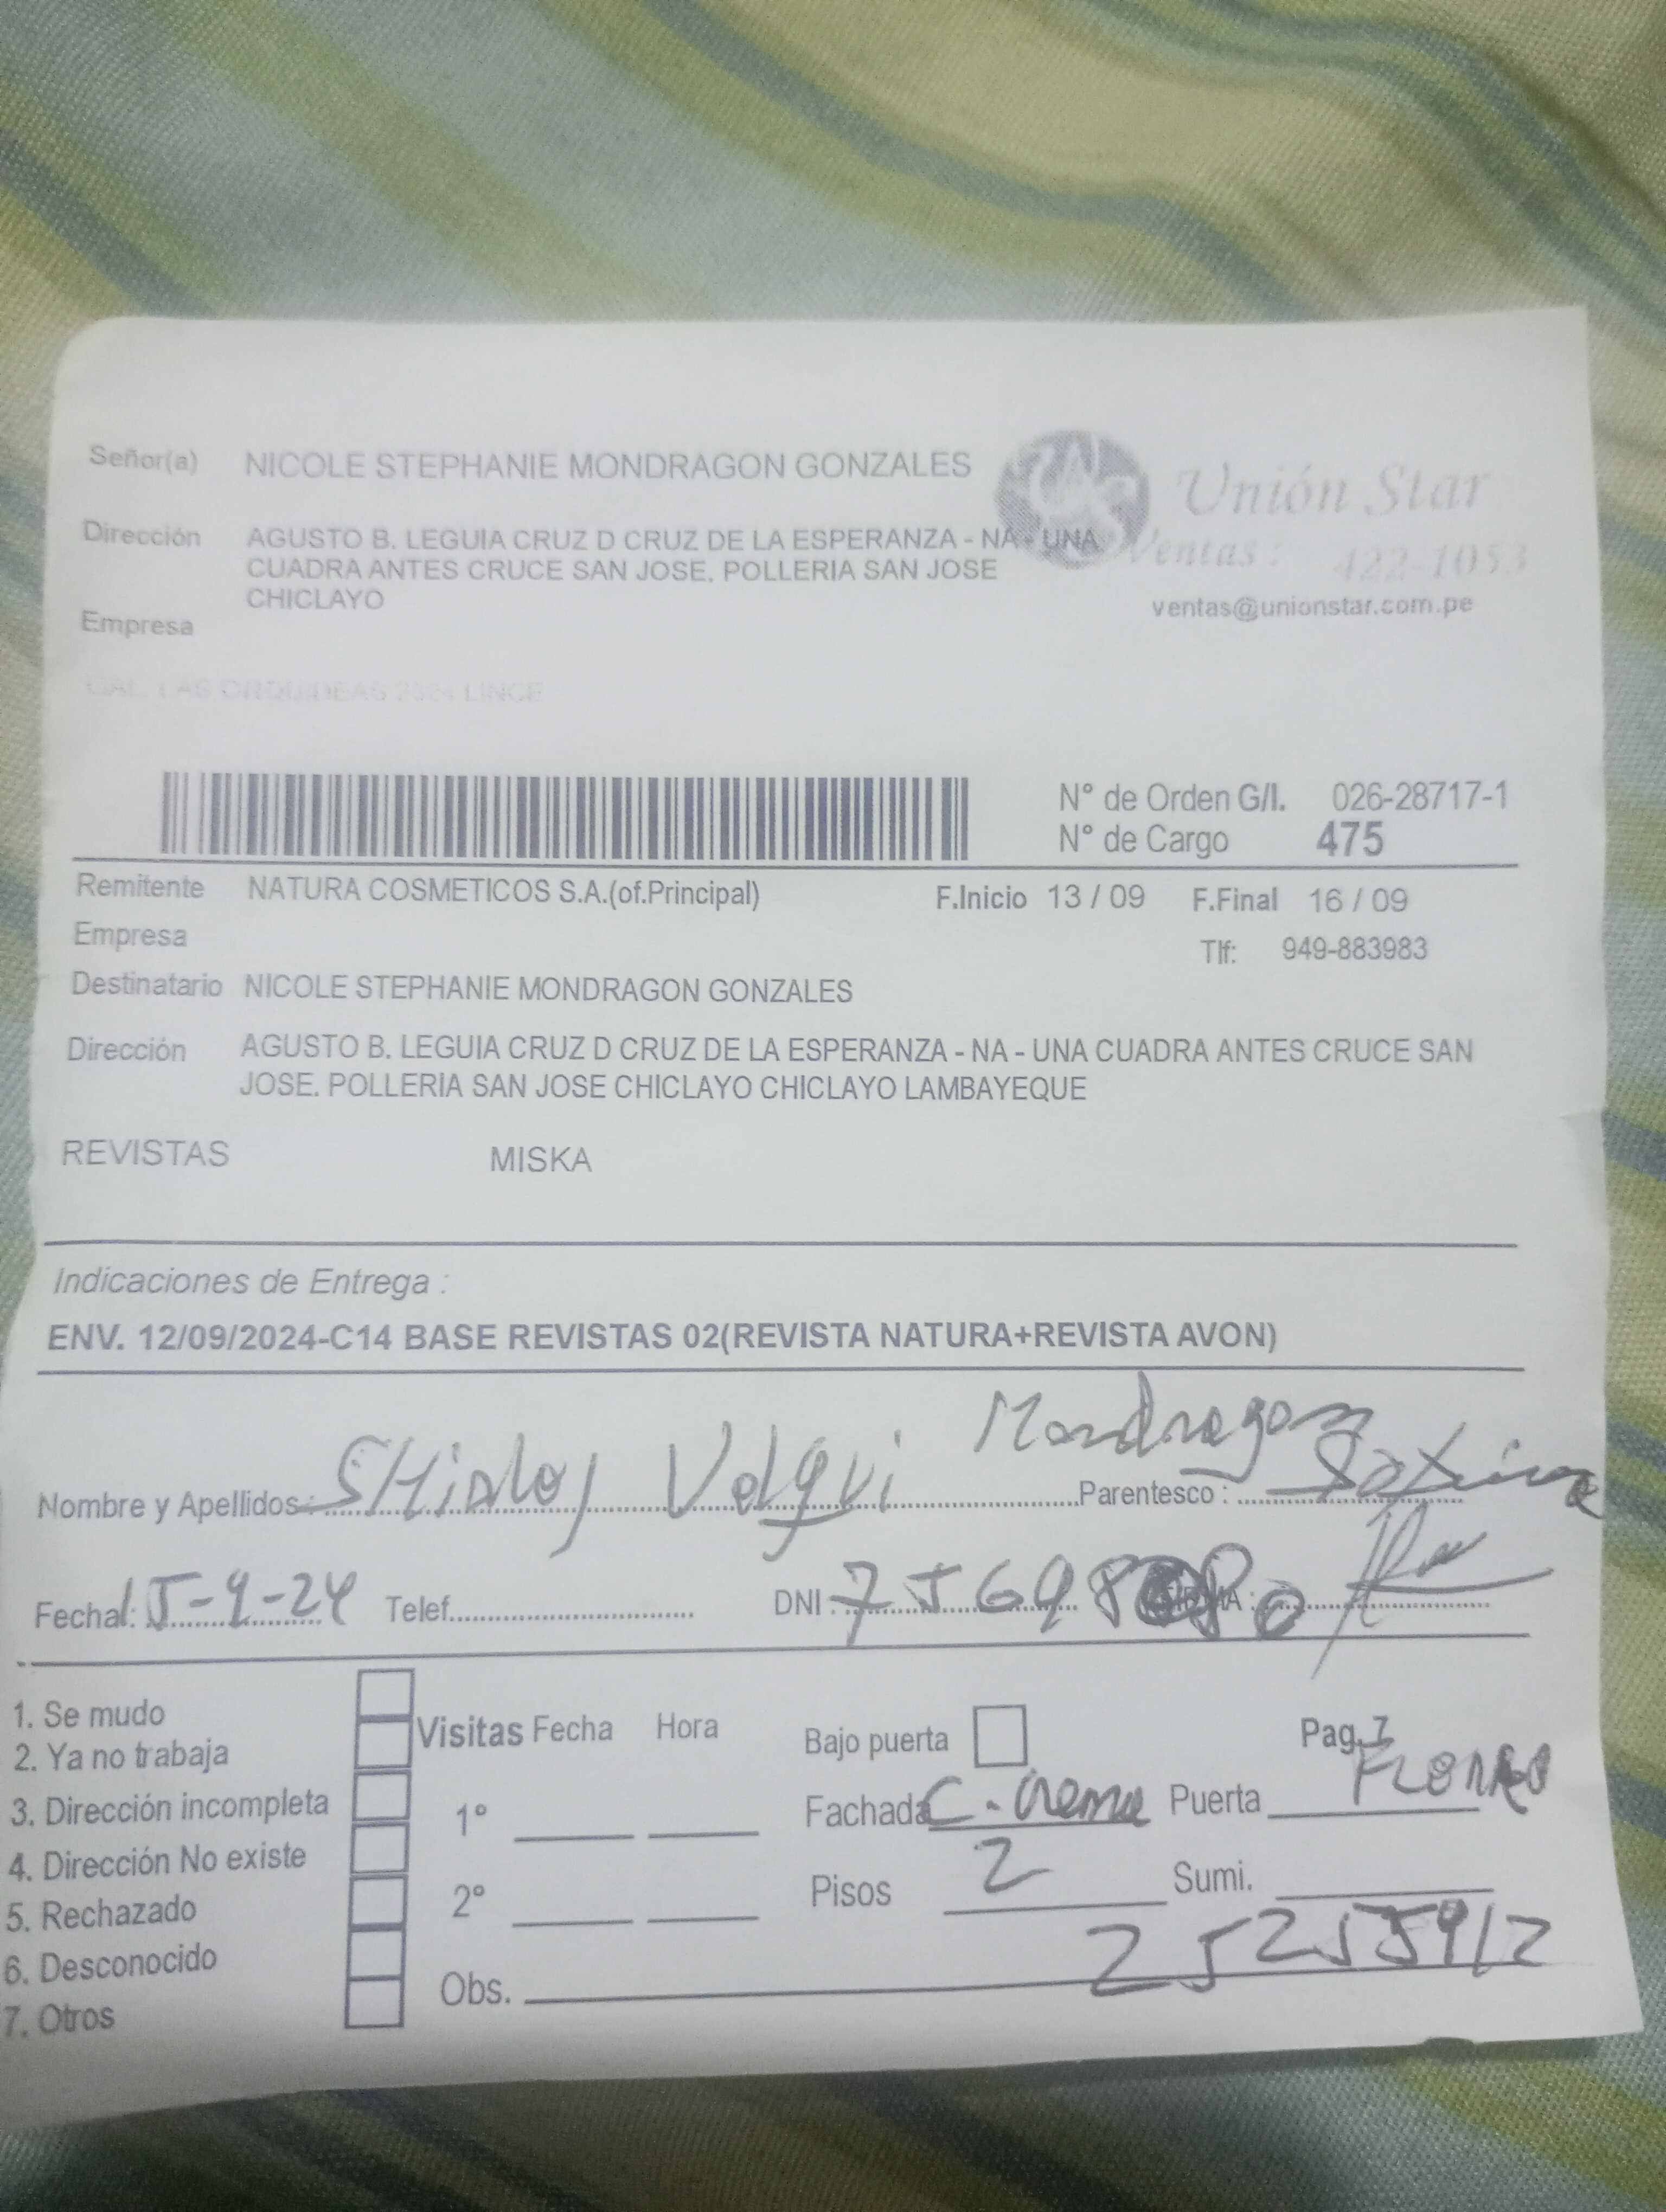 Señor(a) NICOLE STEPHANIE MONDRAGON GONZALES
Unión Star
Dirección AGUSTO B. LEGUIA CRUZ D CRUZ DE LA ESPERANZA - NA - UNA
CUADRA ANTES CRUCE SAN JOSE. POLLERIA SAN JOSE
CHICLAYO
Ventas : 422-1053
ventas@unionstar.com.pe
Empresa
CAL. LAS ORQUIDEAS LINCE
N° de Orden G/I. 026-28717-1
N° de Cargo 475
Remitente NATURA COSMETICOS S.A.(of.Principal) F.Inicio 13 / 09 F.Final 16 / 09
Empresa
Tlf: 949-883983
Destinatario NICOLE STEPHANIE MONDRAGON GONZALES
Dirección AGUSTO B. LEGUIA CRUZ D CRUZ DE LA ESPERANZA - NA - UNA CUADRA ANTES CRUCE SAN
JOSE. POLLERIA SAN JOSE CHICLAYO CHICLAYO LAMBAYEQUE
REVISTAS MISKA
Indicaciones de Entrega :
ENV. 12/09/2024-C14 BASE REVISTAS 02(REVISTA NATURA+REVISTA AVON)
Nombre y Apellidos: Mondragon Parentesco :
Fecha: 15-9-24 Telef. DNI : FIRMA :
1. Se mudo
2. Ya no trabaja
3. Dirección incompleta
4. Dirección No existe
5. Rechazado
6. Desconocido
7. Otros
Visitas Fecha Hora
1°
2°
Bajo puerta Pag.
Fachada C. Crema Puerta
Pisos 2 Sumi.
25255912
Obs.